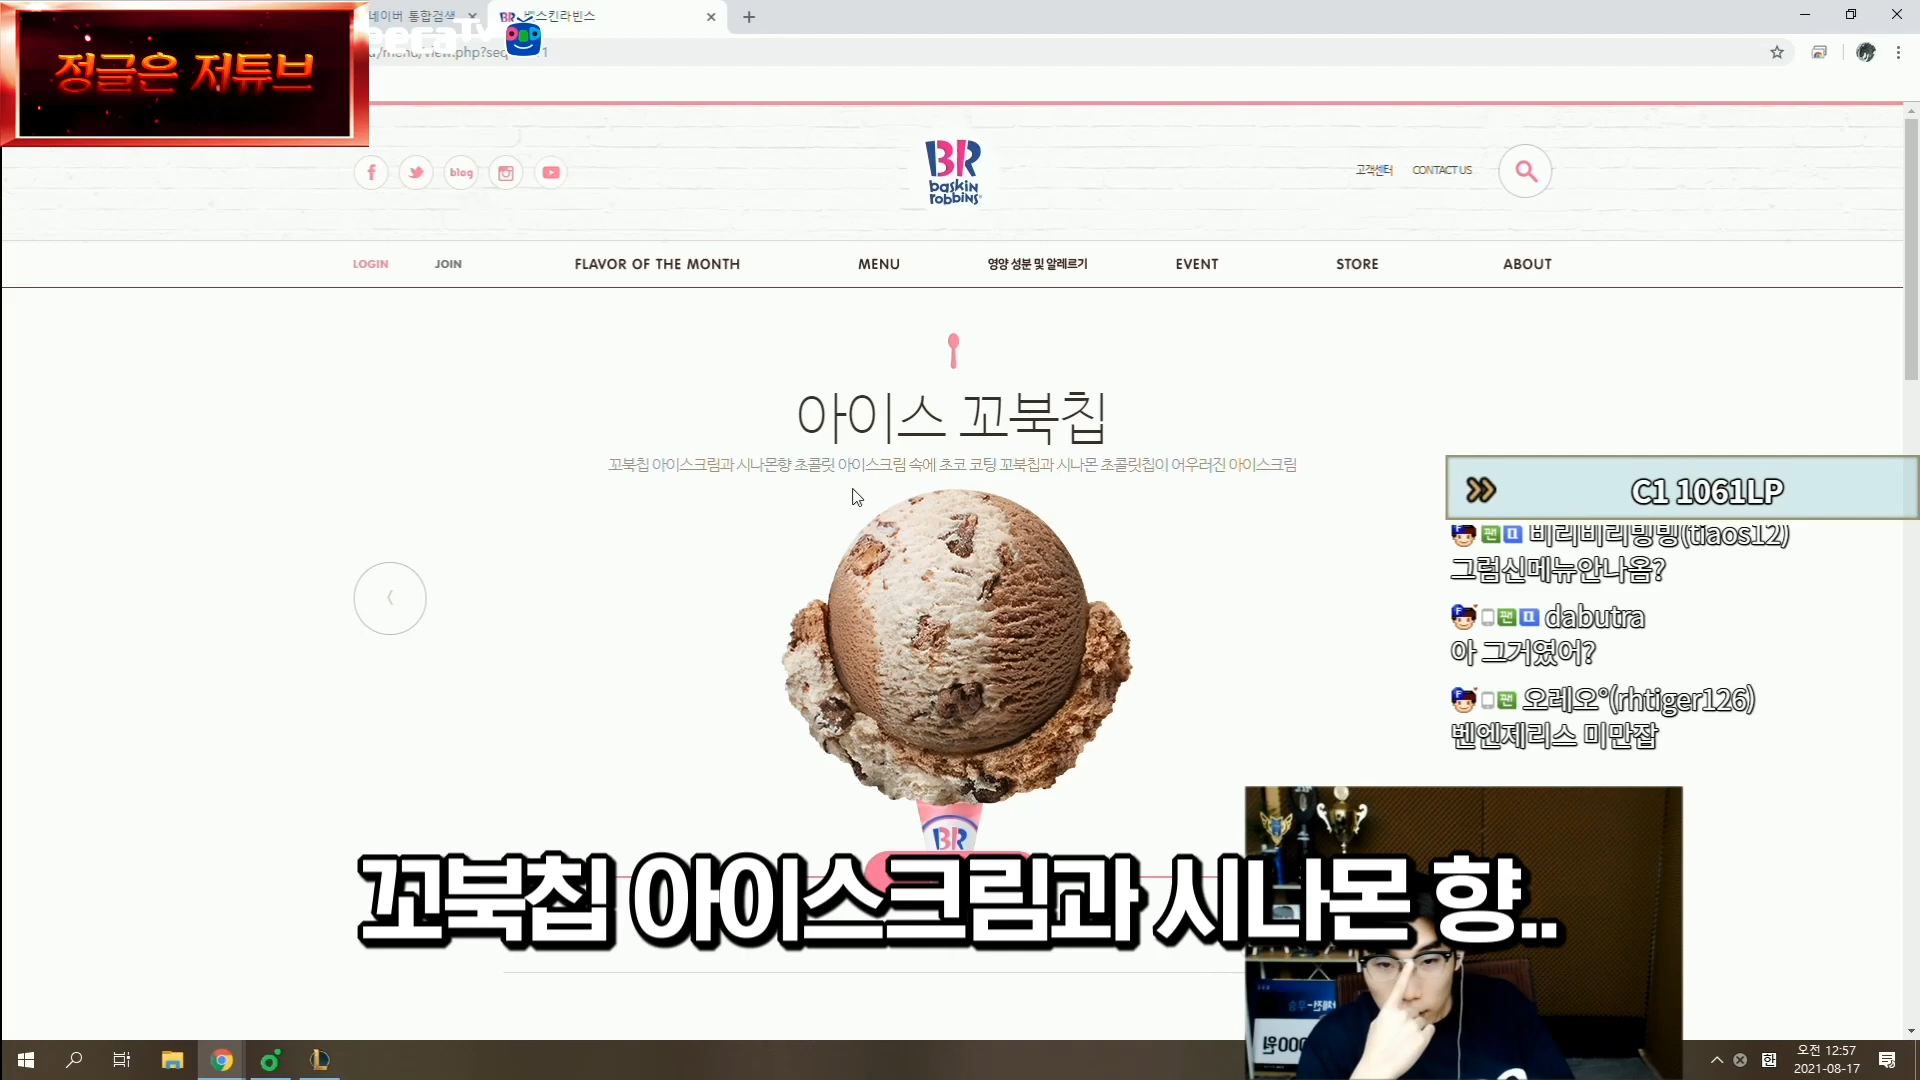 네이버 통합검색
BR 배스킨라빈스
정글은 저튜브
/menu/view.php?seq
blog
BR
baskin
robbins
고객센터
CONTACT US
LOGIN
JOIN
FLAVOR OF THE MONTH
MENU
영양 성분 및 알레르기
EVENT
STORE
ABOUT
아이스 꼬북칩
꼬북칩 아이스크림과 시나몬향 초콜릿 아이스크림 속에 초코 코팅 꼬북칩과 시나몬 초콜릿칩이 어우러진 아이스크림
C1 1061LP
(tiaos12)
그럼신메뉴안나옴?
dabutra
아 그거였어?
오레오°(rhtiger126)
벤엔제리스 미만잡
BR
꼬북칩 아이스크림과 시나몬 향..
오전 12:57
2021-08-17